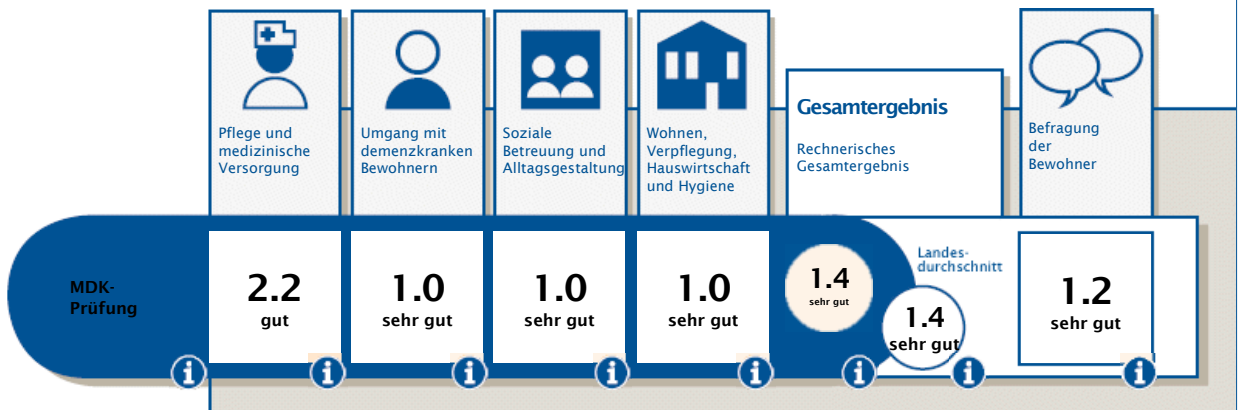 Pflege und
medizinische
Versorgung
Umgang mit
demenzkranken
Bewohnern
Soziale
Betreuung und
Alltagsgestaltung
Wohnen,
Verpflegung,
Hauswirtschaft
und Hygiene
Gesamtergebnis
Rechnerisches
Gesamtergebnis
Befragung
der
Bewohner
MDK-
Prüfung
2.2
gut
1.0
sehr gut
1.0
sehr gut
1.0
sehr gut
1.4
sehr gut
Landes-
durchschnitt
1.4
sehr gut
1.2
sehr gut